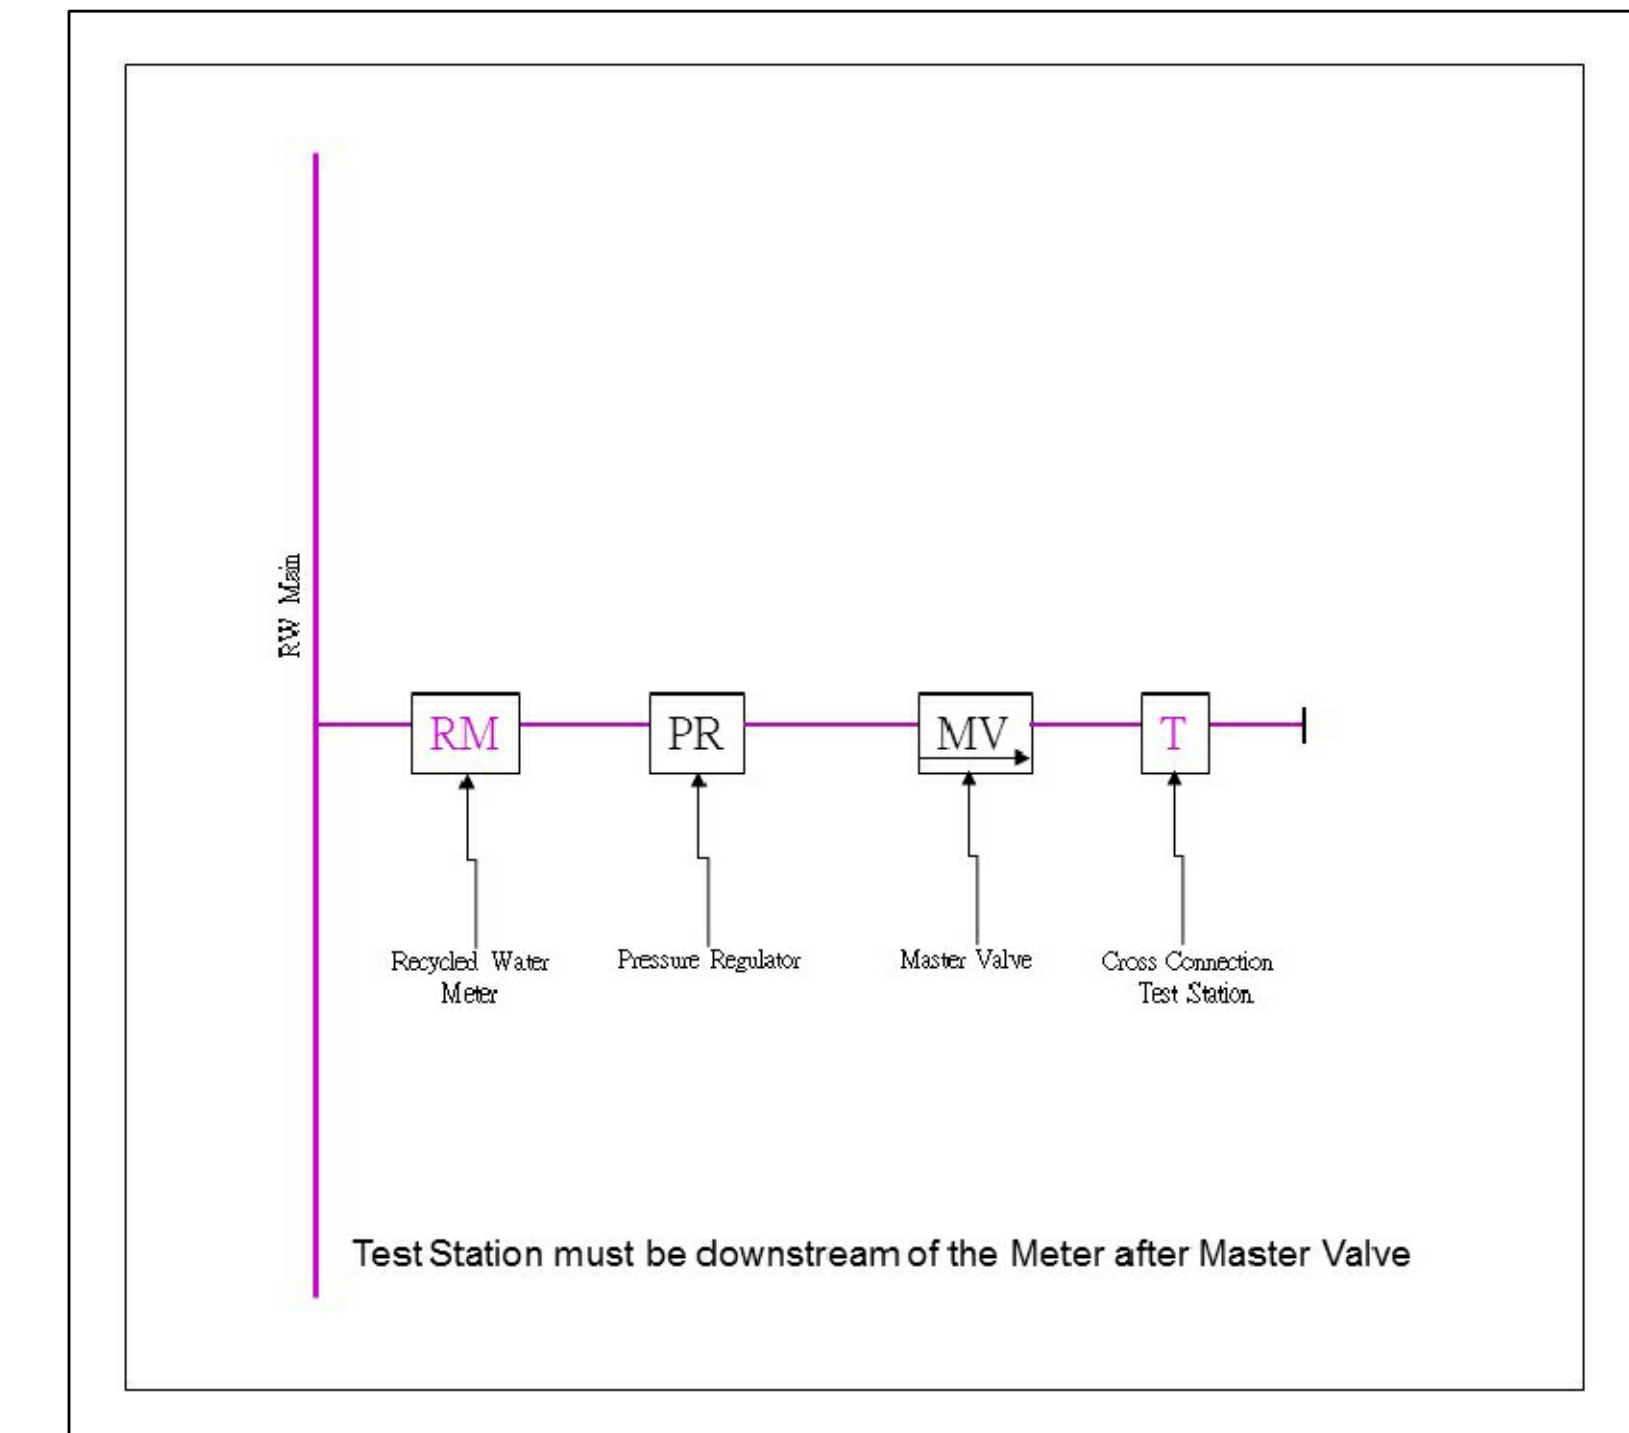 RW Main
RM
PR
MV
T
Recycled Water
Meter
Pressure Regulator
Master Valve
Cross Connection
Test Station
Test Station must be downstream of the Meter after Master Valve